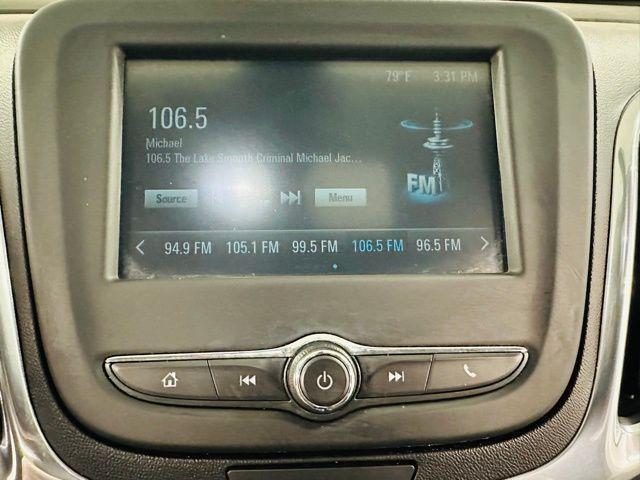 79°F 3:31 PM
106.5
Michael
106.5 The Lake Smooth Criminal Michael Jac...
FM
Source Menu
94.9 FM 105.1 FM 99.5 FM 106.5 FM 96.5 FM